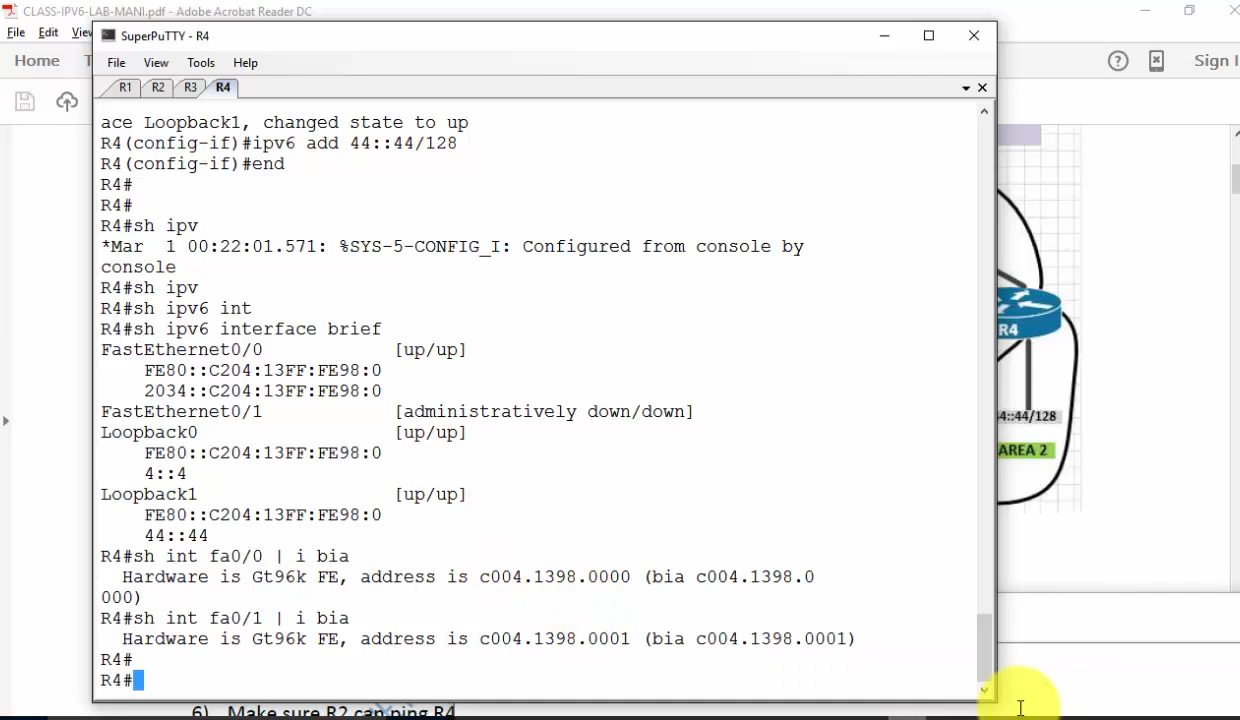 CLASS-IPV6-LAB-MANI.pdf - Adobe Acrobat Reader DC
File Edit View
Home
Sign I
SuperPuTTY - R4
File View Tools Help
R1 R2 R3 R4
ace Loopback1, changed state to up
R4(config-if)#ipv6 add 44::44/128
R4(config-if)#end
R4#
R4#
R4#sh ipv
*Mar  1 00:22:01.571: %SYS-5-CONFIG_I: Configured from console by
console
R4#sh ipv
R4#sh ipv6 int
R4#sh ipv6 interface brief
FastEthernet0/0            [up/up]
    FE80::C204:13FF:FE98:0
    2034::C204:13FF:FE98:0
FastEthernet0/1            [administratively down/down]
Loopback0                  [up/up]
    FE80::C204:13FF:FE98:0
    4::4
Loopback1                  [up/up]
    FE80::C204:13FF:FE98:0
    44::44
R4#sh int fa0/0 | i bia
  Hardware is Gt96k FE, address is c004.1398.0000 (bia c004.1398.0
000)
R4#sh int fa0/1 | i bia
  Hardware is Gt96k FE, address is c004.1398.0001 (bia c004.1398.0001)
R4#
R4#
R4
4::44/128
AREA 2
6) Make sure R2 can ping R4